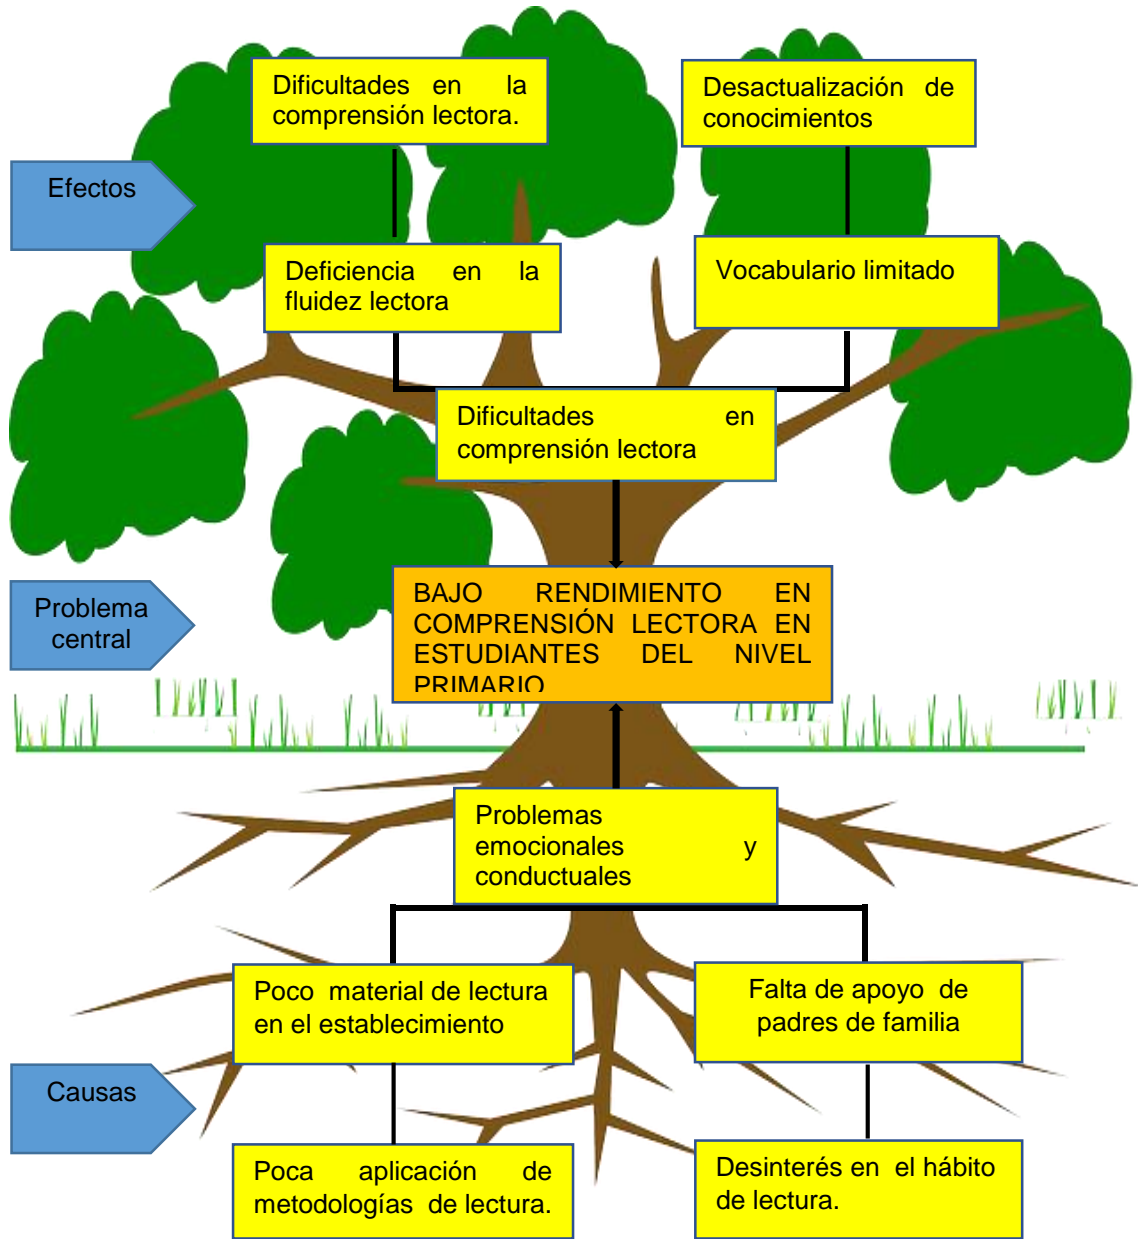 Dificultades en la
comprensión lectora.
Desactualización de
conocimientos
Efectos
Deficiencia en la
fluidez lectora
Vocabulario limitado
Dificultades en
comprensión lectora
Problema
central
BAJO RENDIMIENTO EN
COMPRENSIÓN LECTORA EN
ESTUDIANTES DEL NIVEL
PRIMARIO
Problemas
emocionales y
conductuales
Poco material de lectura
en el establecimiento
Falta de apoyo de
padres de familia
Causas
Poca aplicación de
metodologías de lectura.
Desinterés en el hábito
de lectura.